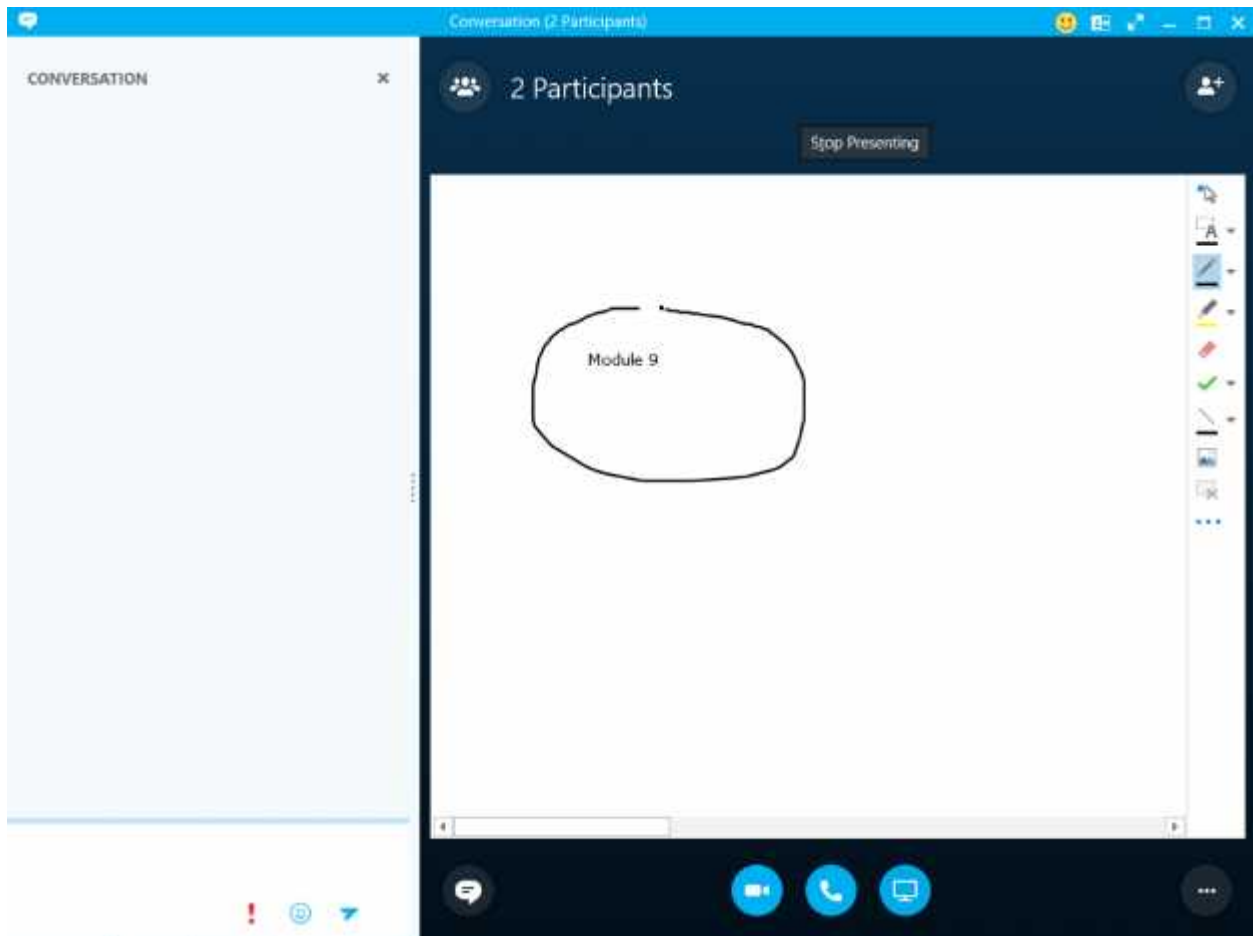 Conversation (2 Participants)
CONVERSATION
2 Participants
Stop Presenting
A
Module 9